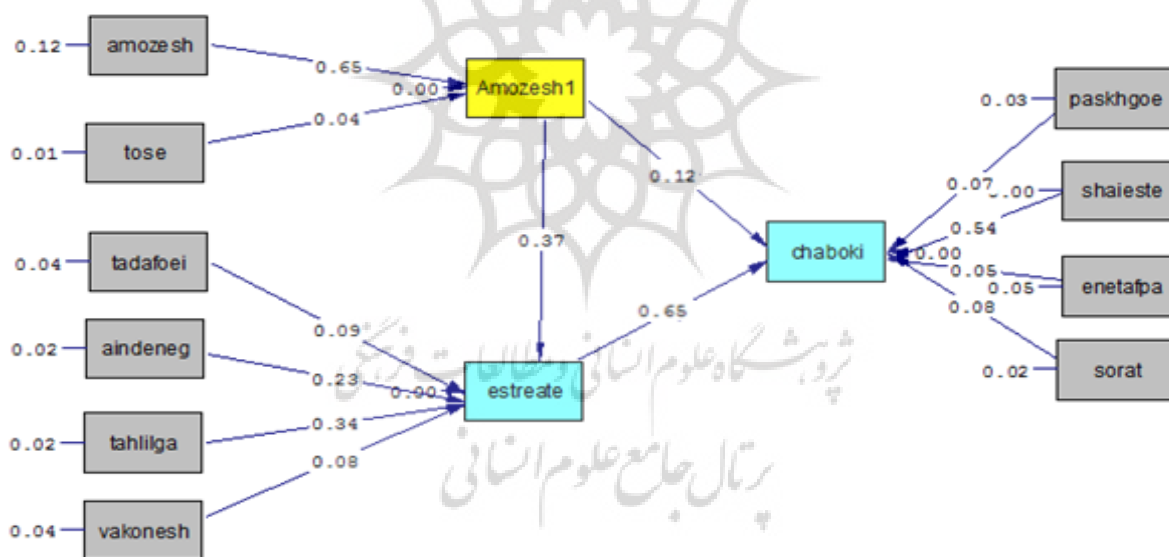 0.12
amozesh
0.65
0.00
Amozesh1
0.04
0.01
tose
0.03
paskhgoe
0.12
0.07
0.00
shaieste
0.54
0.37
chaboki
0.00
0.04
tadafoei
0.05
0.05
enetafpa
0.08
0.65
0.09
0.02
aindeneg
0.23
0.00
estreate
0.02
sorat
پژوهشگاه علوم انسانی و مطالعات فرهنگی
0.34
0.02
tahlilga
0.08
پرتال جامع علوم انسانی
0.04
vakonesh